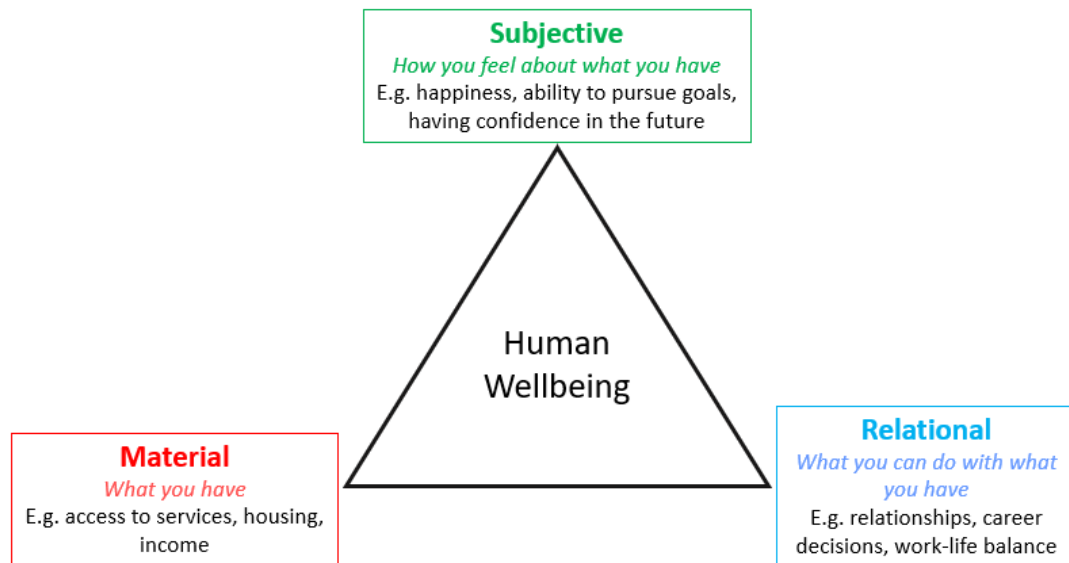 Subjective
How you feel about what you have
E.g. happiness, ability to pursue goals,
having confidence in the future
Human
Wellbeing
Material
What you have
E.g. access to services, housing,
income
Relational
What you can do with what
you have
E.g. relationships, career
decisions, work-life balance